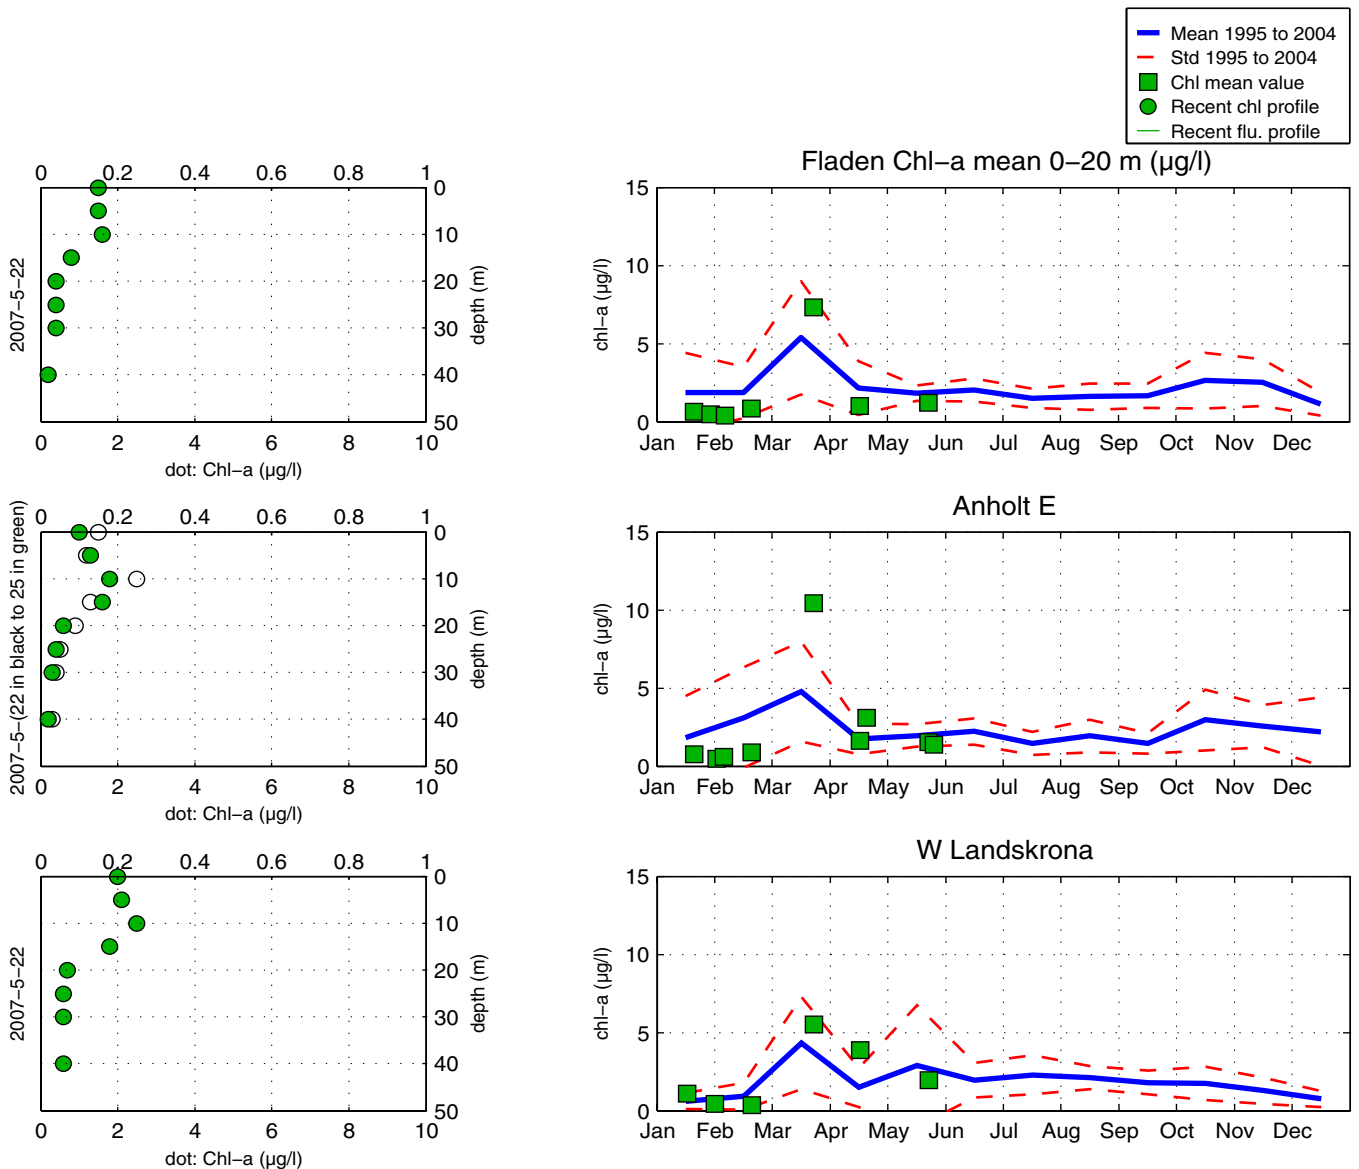 Mean 1995 to 2004
Std 1995 to 2004
Chl mean value
Recent chl profile
Recent flu. profile
0 0.2 0.4 0.6 0.8 1
0
10
20
30
40
50
depth (m)
2007-5-22
0 2 4 6 8 10
dot: Chl-a (µg/l)
Fladen Chl-a mean 0-20 m (µg/l)
15
10
5
0
chl-a (µg/l)
Jan Feb Mar Apr May Jun Jul Aug Sep Oct Nov Dec
0 0.2 0.4 0.6 0.8 1
0
10
20
30
40
50
depth (m)
2007-5-(22 in black to 25 in green)
0 2 4 6 8 10
dot: Chl-a (µg/l)
Anholt E
15
10
5
0
chl-a (µg/l)
Jan Feb Mar Apr May Jun Jul Aug Sep Oct Nov Dec
0 0.2 0.4 0.6 0.8 1
0
10
20
30
40
50
depth (m)
2007-5-22
0 2 4 6 8 10
dot: Chl-a (µg/l)
W Landskrona
15
10
5
0
chl-a (µg/l)
Jan Feb Mar Apr May Jun Jul Aug Sep Oct Nov Dec